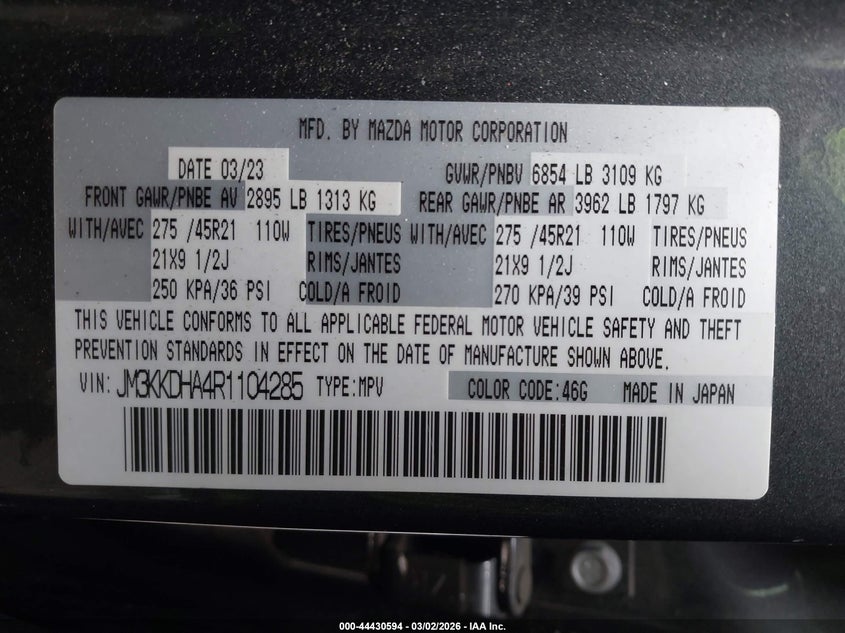 MFD. BY MAZDA MOTOR CORPORATION
DATE 03/23 GVWR/PNBV 6854 LB 3109 KG
FRONT GAWR/PNBE AV 2895 LB 1313 KG REAR GAWR/PNBE AR 3962 LB 1797 KG
WITH/AVEC 275 /45R21 110W TIRES/PNEUS WITH/AVEC 275 /45R21 110W TIRES/PNEUS
21X9 1/2J RIMS/JANTES 21X9 1/2J RIMS/JANTES
250 KPA/36 PSI COLD/A FROID 270 KPA/39 PSI COLD/A FROID
THIS VEHICLE CONFORMS TO ALL APPLICABLE FEDERAL MOTOR VEHICLE SAFETY AND THEFT
PREVENTION STANDARDS IN EFFECT ON THE DATE OF MANUFACTURE SHOWN ABOVE.
VIN: JM3KKDHA4R1104285 TYPE:MPV COLOR CODE:46G MADE IN JAPAN
000-44430594 - 03/02/2026 - IAA Inc.